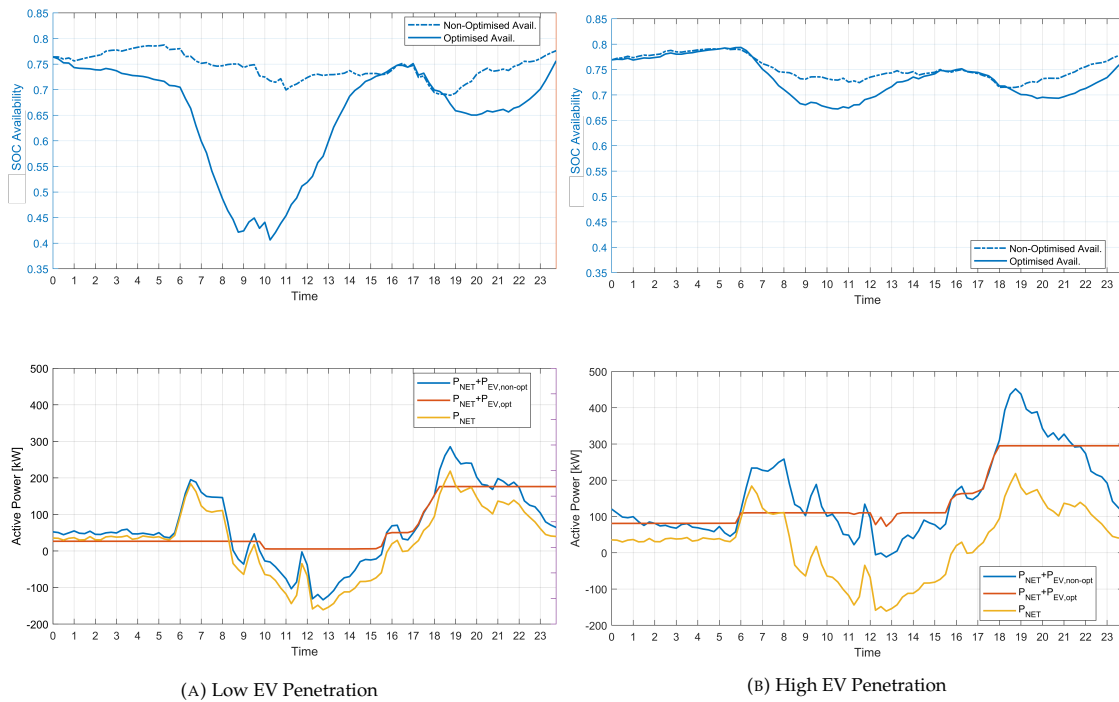 0.85
0.8
0.75
0.7
0.65
0.6
0.55
0.5
0.45
0.4
0.35
SOC Availability
Non-Optimised Avail.
Optimised Avail.
0 1 2 3 4 5 6 7 8 9 10 11 12 13 14 15 16 17 18 19 20 21 22 23
Time
0.85
0.8
0.75
0.7
0.65
0.6
0.55
0.5
0.45
0.4
0.35
SOC Availability
Non-Optimised Avail.
Optimised Avail.
0 1 2 3 4 5 6 7 8 9 10 11 12 13 14 15 16 17 18 19 20 21 22 23
Time
500
400
300
200
100
0
-100
-200
Active Power [kW]
P_NET+P_EV,non-opt
P_NET+P_EV,opt
P_NET
0 1 2 3 4 5 6 7 8 9 10 11 12 13 14 15 16 17 18 19 20 21 22 23
Time
(A) Low EV Penetration
500
400
300
200
100
0
-100
-200
Active Power [kW]
P_NET+P_EV,non-opt
P_NET+P_EV,opt
P_NET
0 1 2 3 4 5 6 7 8 9 10 11 12 13 14 15 16 17 18 19 20 21 22 23
Time
(B) High EV Penetration